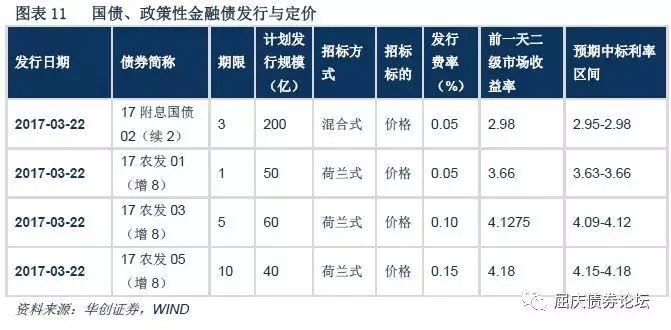 图表 11 国债、政策性金融债发行与定价
发行日期 债券简称 期限 计划发行规模（亿） 招标方式 招标标的 发行费率（%） 前一天二级市场收益率 预期中标利率区间
2017-03-22 17 附息国债 02（续 2） 3 200 混合式 价格 0.05 2.98 2.95-2.98
2017-03-22 17 农发 01（增 8） 1 50 荷兰式 价格 0.05 3.66 3.63-3.66
2017-03-22 17 农发 03（增 8） 5 60 荷兰式 价格 0.10 4.1275 4.09-4.12
2017-03-22 17 农发 05（增 8） 10 40 荷兰式 价格 0.15 4.18 4.15-4.18
资料来源：华创证券，WIND
屈庆债券论坛